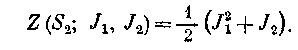 Z (S₂; J₁, J₂) = 1/2 (J₁² + J₂).